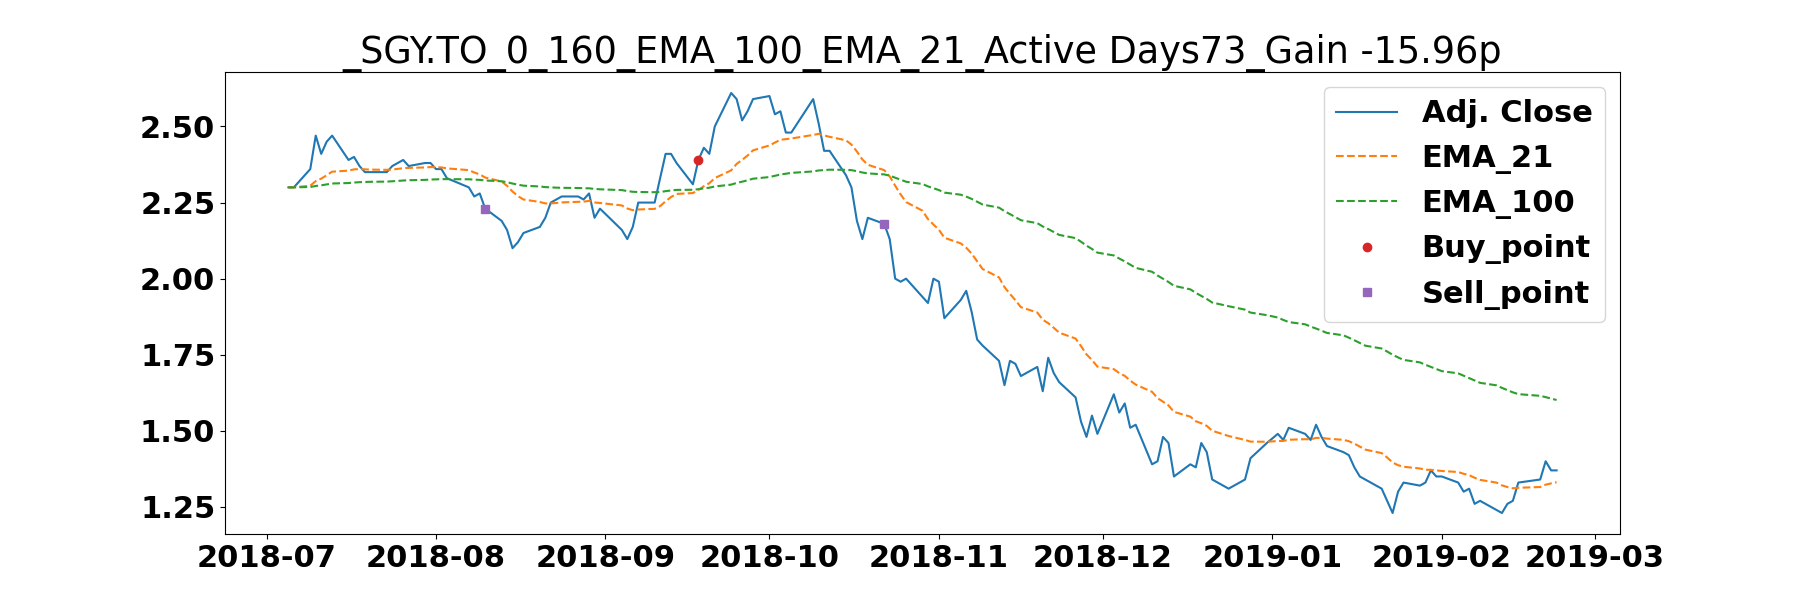 _SGY.TO_0_160_EMA_100_EMA_21_Active Days73_Gain -15.96p
2.50
2.25
2.00
1.75
1.50
1.25
Adj. Close
EMA_21
EMA_100
Buy_point
Sell_point
2018-07 2018-08 2018-09 2018-10 2018-11 2018-12 2019-01 2019-02 2019-03